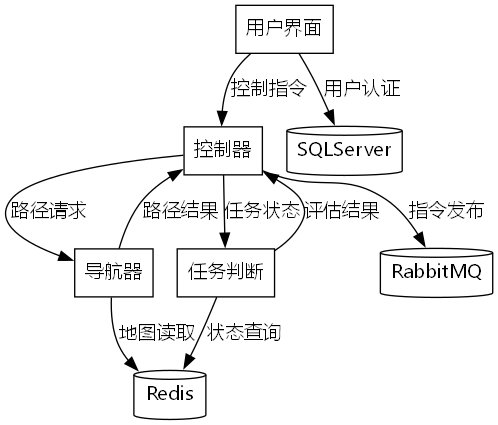 用户界面
控制指令
用户认证
控制器
SQLServer
路径请求
路径结果
任务状态
评估结果
指令发布
导航器
任务判断
RabbitMQ
地图读取
状态查询
Redis